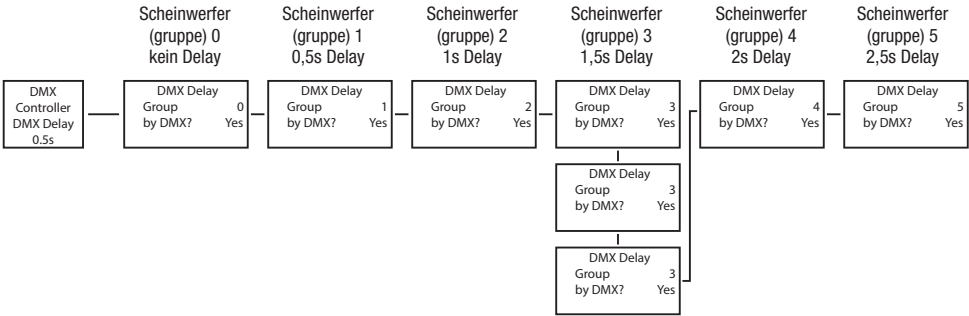 Scheinwerfer
(gruppe) 0
kein Delay
Scheinwerfer
(gruppe) 1
0,5s Delay
Scheinwerfer
(gruppe) 2
1s Delay
Scheinwerfer
(gruppe) 3
1,5s Delay
Scheinwerfer
(gruppe) 4
2s Delay
Scheinwerfer
(gruppe) 5
2,5s Delay
DMX
Controller
DMX Delay
0.5s
DMX Delay
Group 0
by DMX? Yes
DMX Delay
Group 1
by DMX? Yes
DMX Delay
Group 2
by DMX? Yes
DMX Delay
Group 3
by DMX? Yes
DMX Delay
Group 3
by DMX? Yes
DMX Delay
Group 3
by DMX? Yes
DMX Delay
Group 4
by DMX? Yes
DMX Delay
Group 5
by DMX? Yes